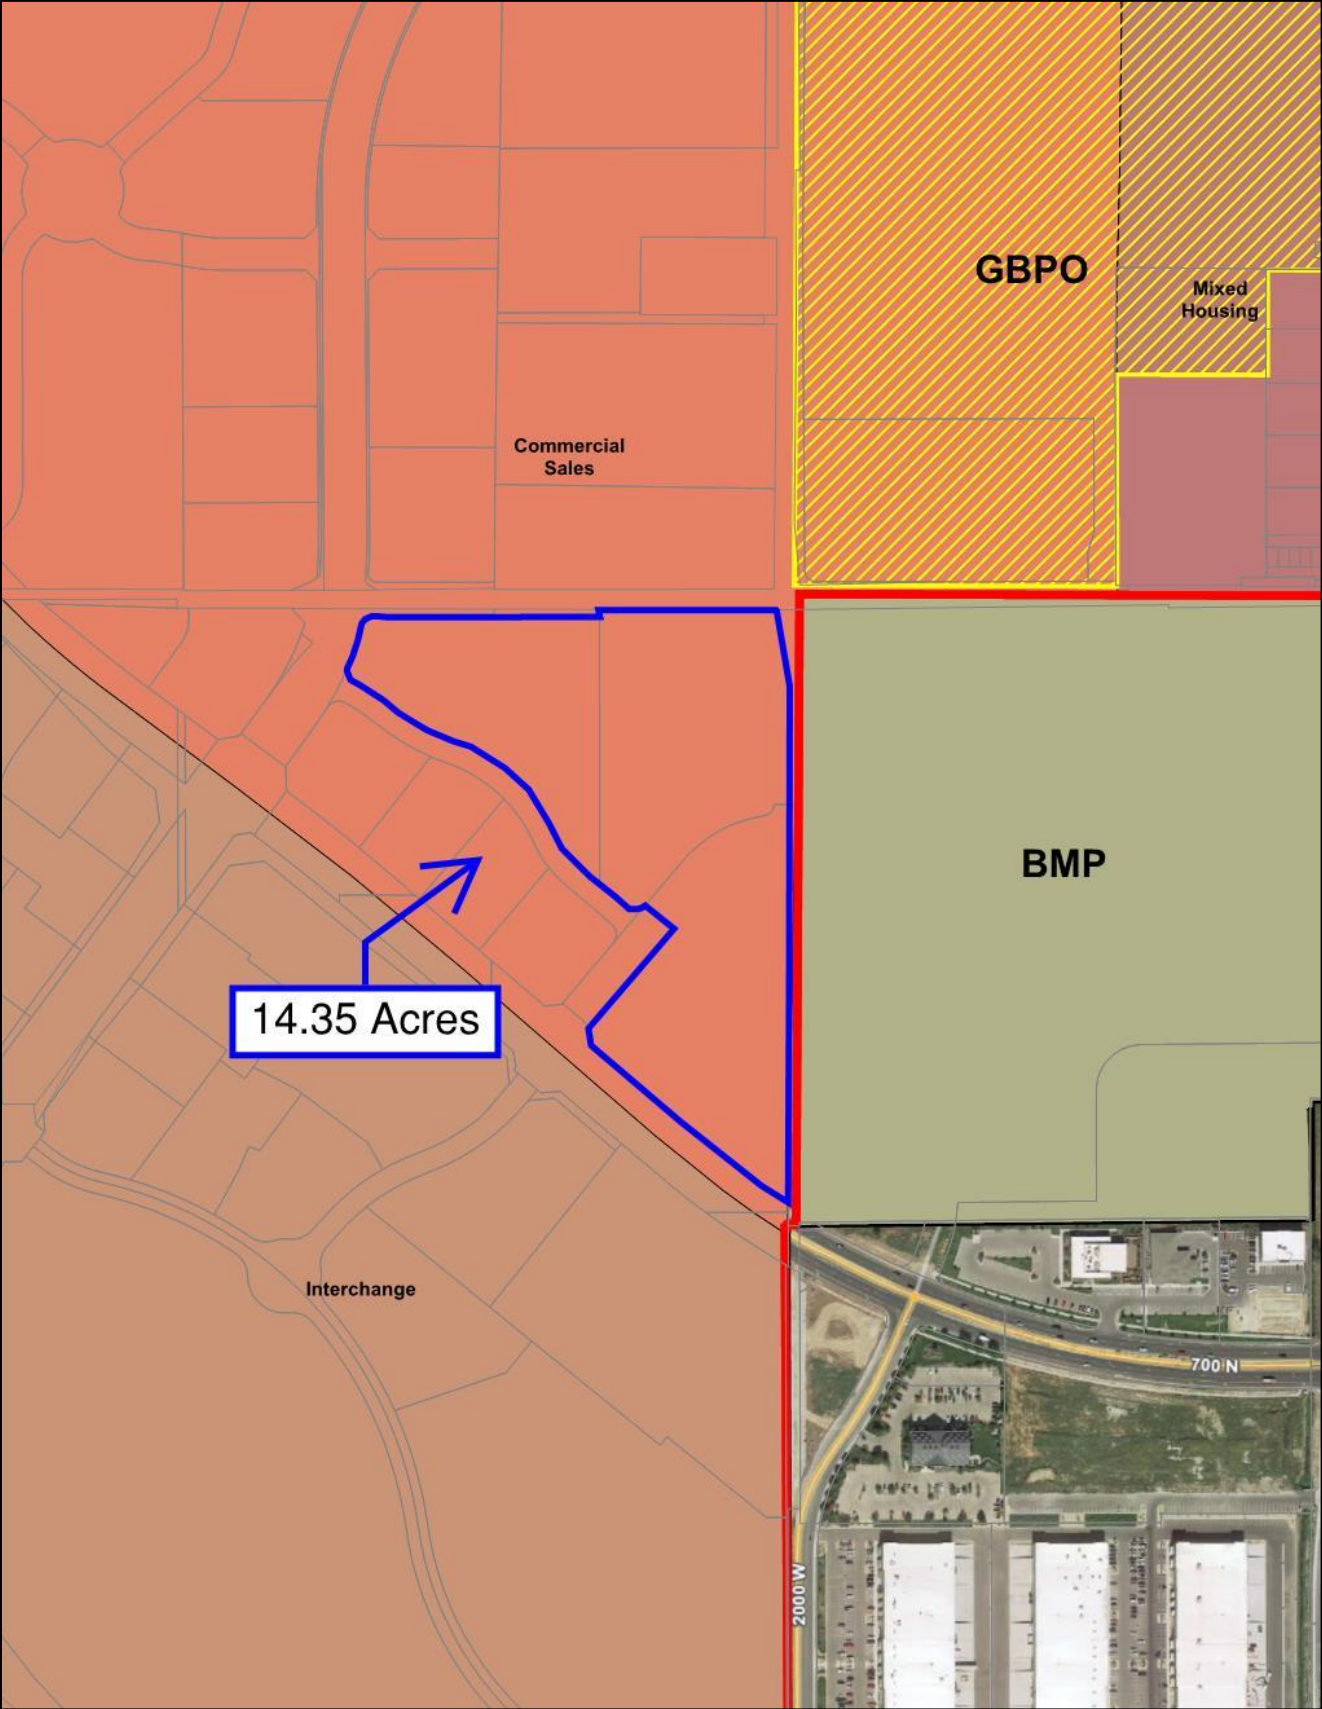 GBPO
Mixed
Housing
Commercial
Sales
BMP
14.35 Acres
Interchange
700 N
2000 W